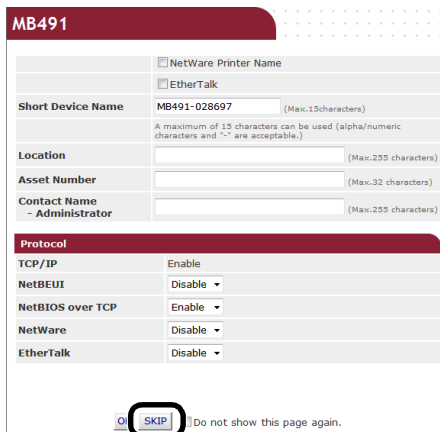 MB491
NetWare Printer Name
EtherTalk
Short Device Name MB491-028697 (Max.15characters)
A maximum of 15 characters can be used (alpha/numeric
characters and "-" are acceptable.)
Location (Max.255 characters)
Asset Number (Max.32 characters)
Contact Name
- Administrator (Max.255 characters)
Protocol
TCP/IP Enable
NetBEUI Disable
NetBIOS over TCP Enable
NetWare Disable
EtherTalk Disable
SKIP Do not show this page again.